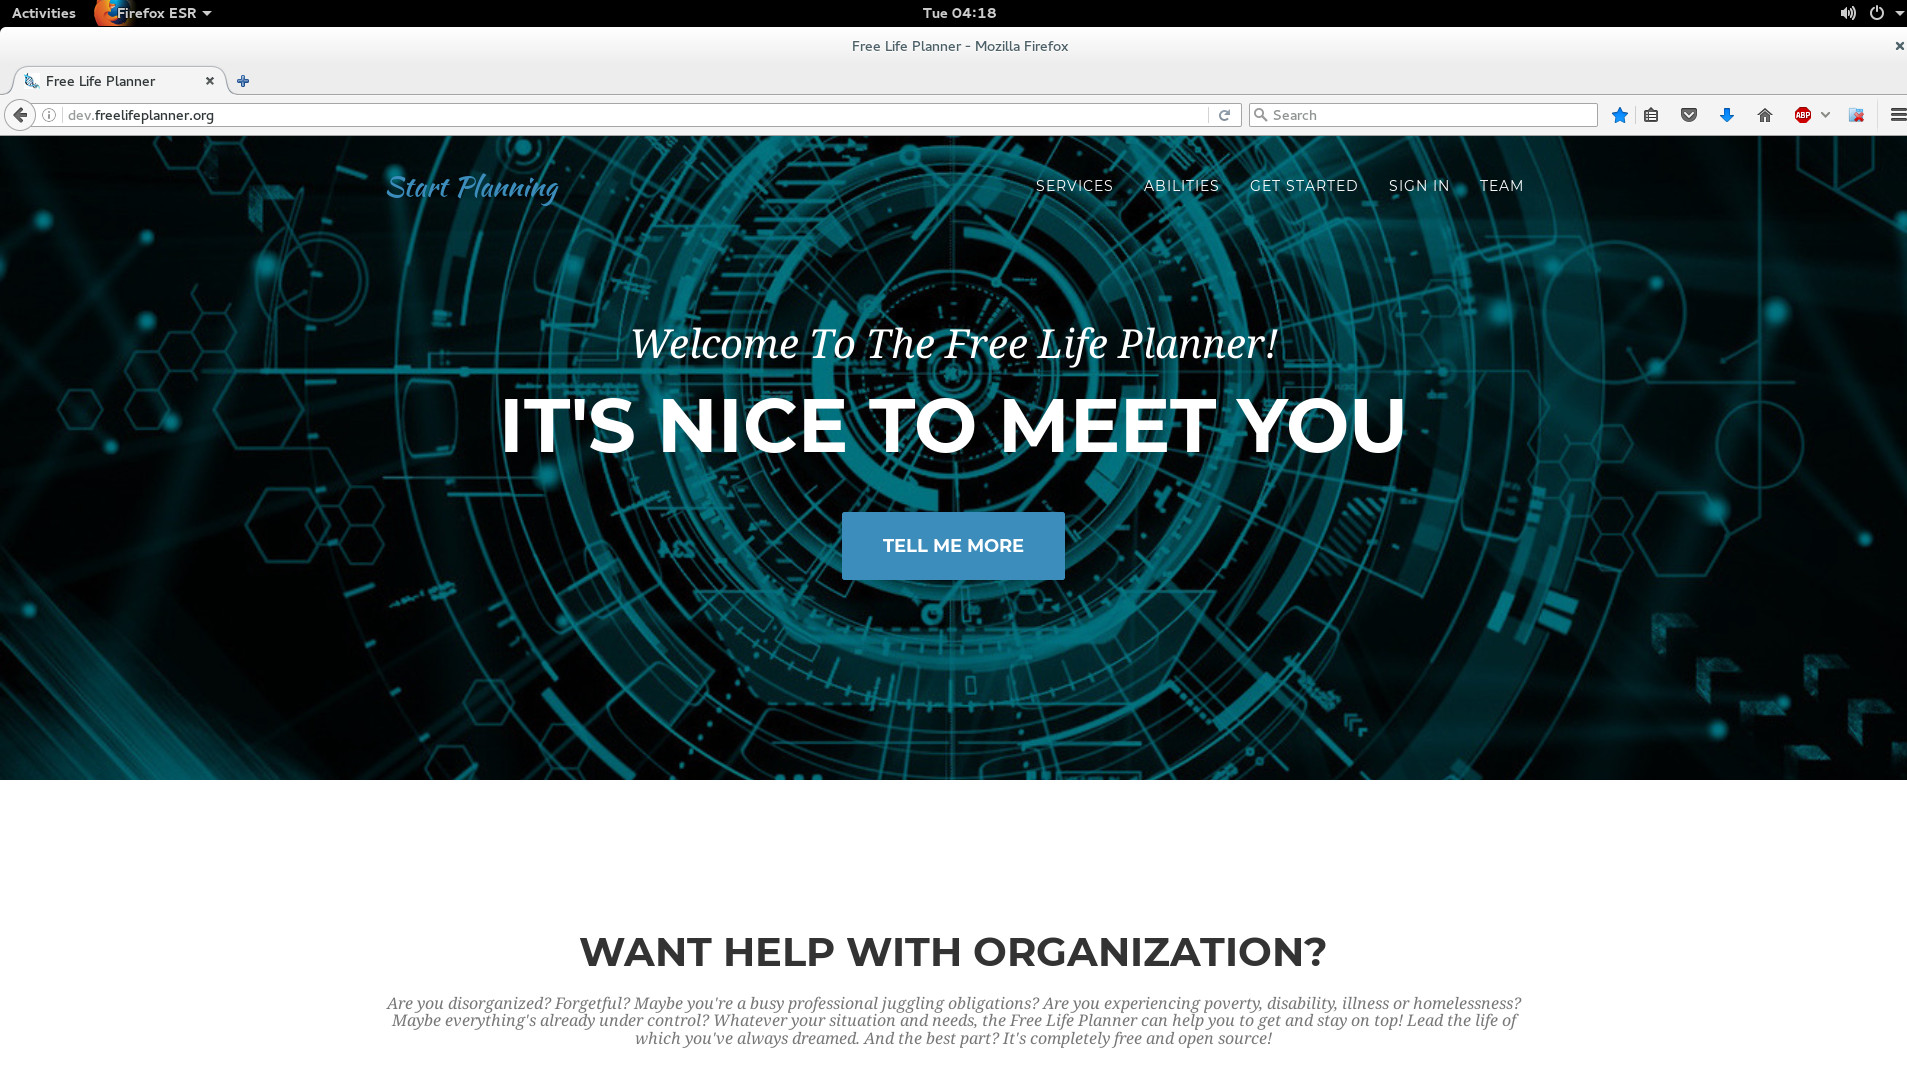 Activities Firefox ESR Tue 04:18
Free Life Planner - Mozilla Firefox
Free Life Planner
dev.freelifeplanner.org Search ABP
Start Planning SERVICES ABILITIES GET STARTED SIGN IN TEAM
Welcome To The Free Life Planner!
IT'S NICE TO MEET YOU
TELL ME MORE
WANT HELP WITH ORGANIZATION?
Are you disorganized? Forgetful? Maybe you're a busy professional juggling obligations? Are you experiencing poverty, disability, illness or homelessness?
Maybe everything's already under control? Whatever your situation and needs, the Free Life Planner can help you to get and stay on top! Lead the life of
which you've always dreamed. And the best part? It's completely free and open source!